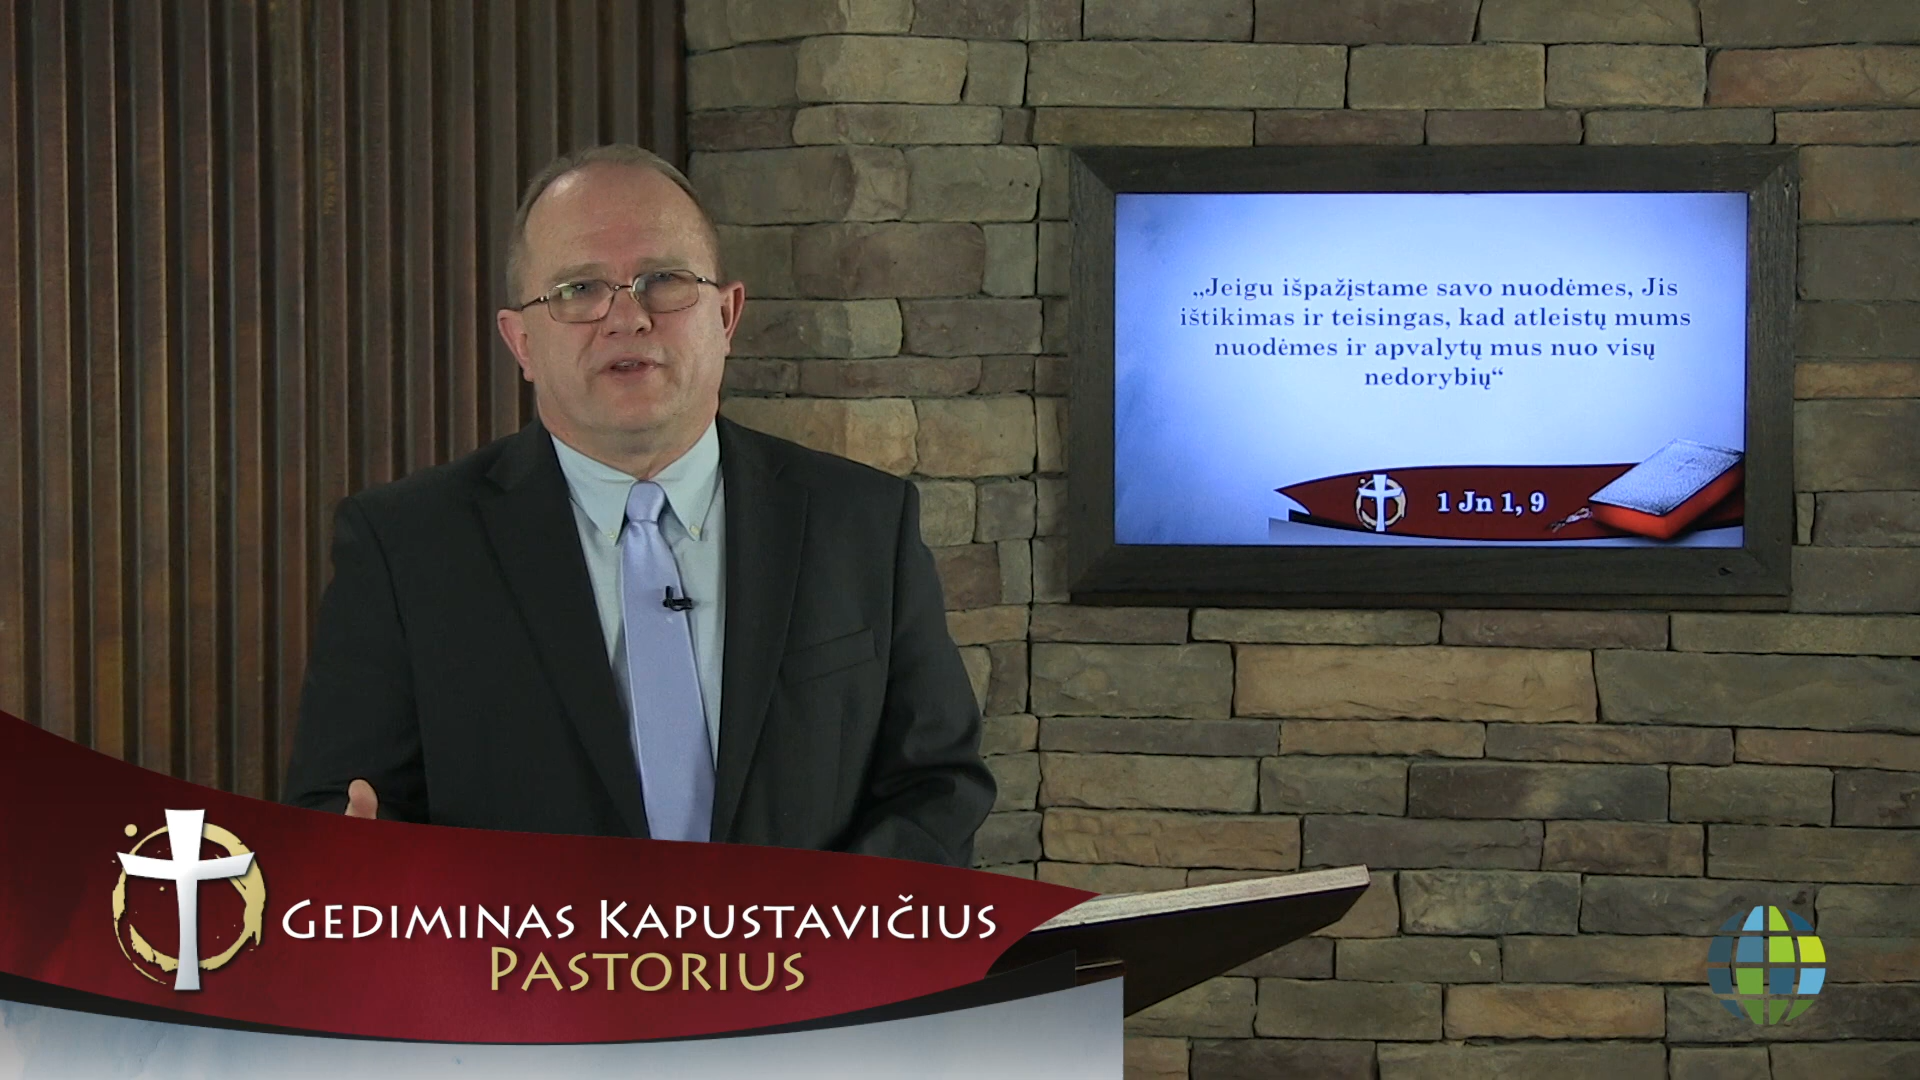 „Jeigu išpažįstame savo nuodėmes, Jis
ištikimas ir teisingas, kad atleistų mums
nuodėmes ir apvalytų mus nuo visų
nedorybių“
1 Jn 1, 9
Gediminas Kapustavičius
Pastorius